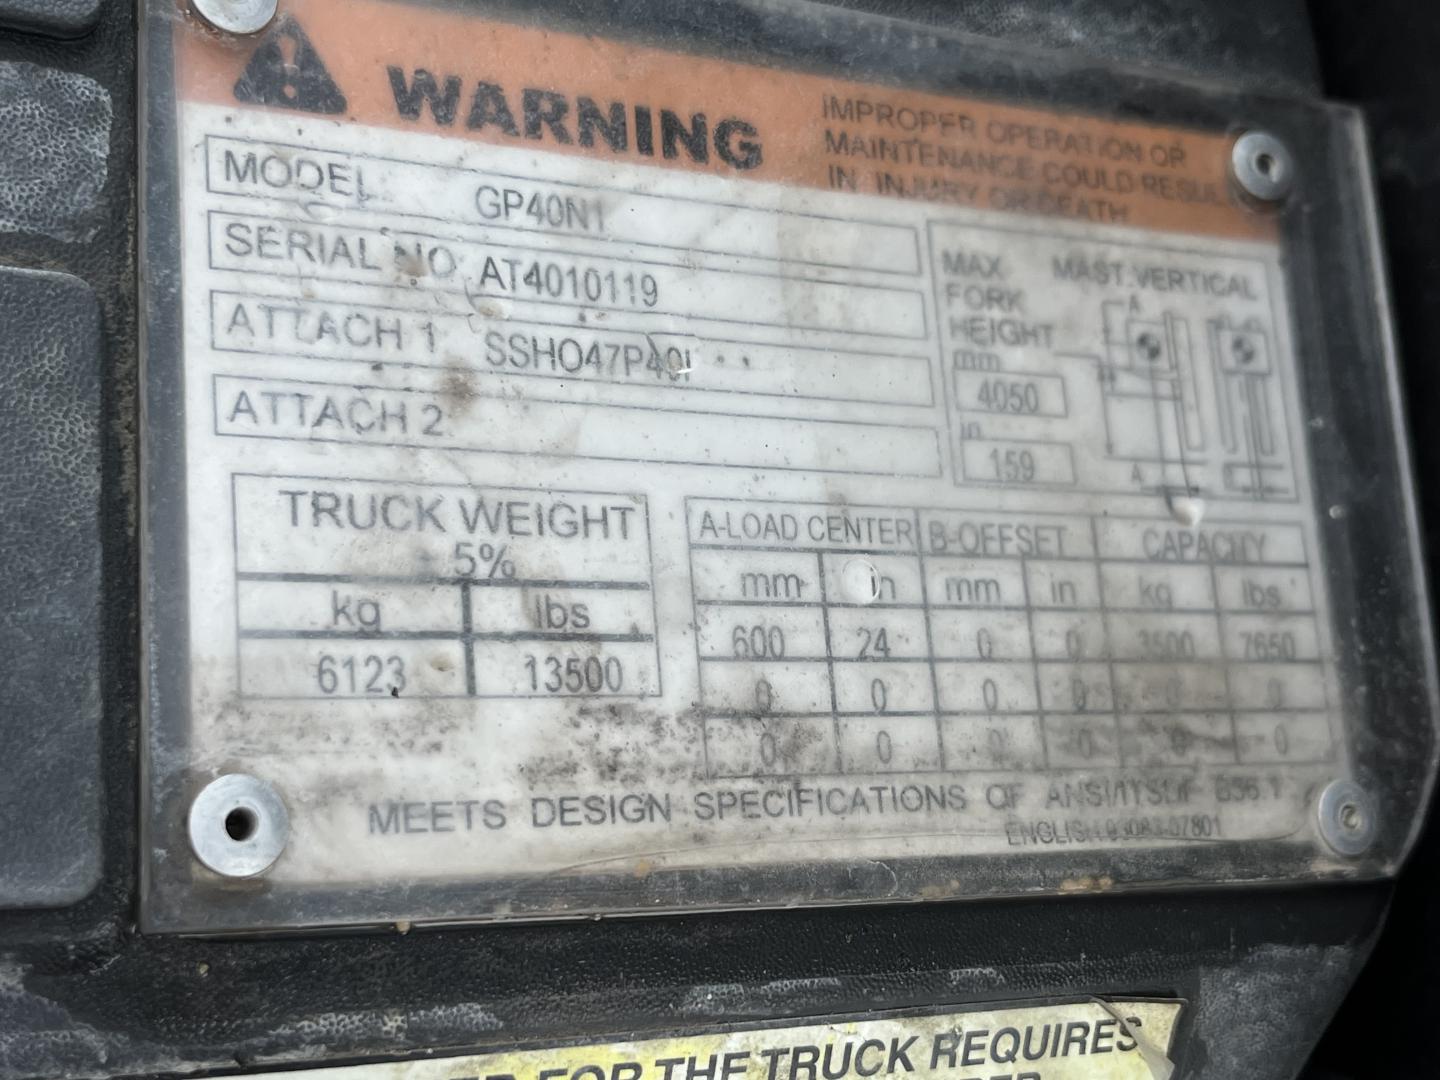 WARNING
IMPROPER OPERATION OR
MAINTENANCE COULD RESULT
IN INJURY OR DEATH
MODEL GP40N1
SERIAL NO AT4010119
ATTACH 1 SSHO47P40I
ATTACH 2
MAX MAST VERTICAL
FORK
HEIGHT
mm
4050
in
159
A
A
TRUCK WEIGHT
5%
kg lbs
6123 13500
A-LOAD CENTER B-OFFSET CAPACITY
mm in mm in kg lbs
600 24 0 0 3500 7650
0 0 0 0 0 0
0 0 0 0 0 0
MEETS DESIGN SPECIFICATIONS OF ANSI/ITSDF B56.1
ENGLISH
FOR THE TRUCK REQUIRES